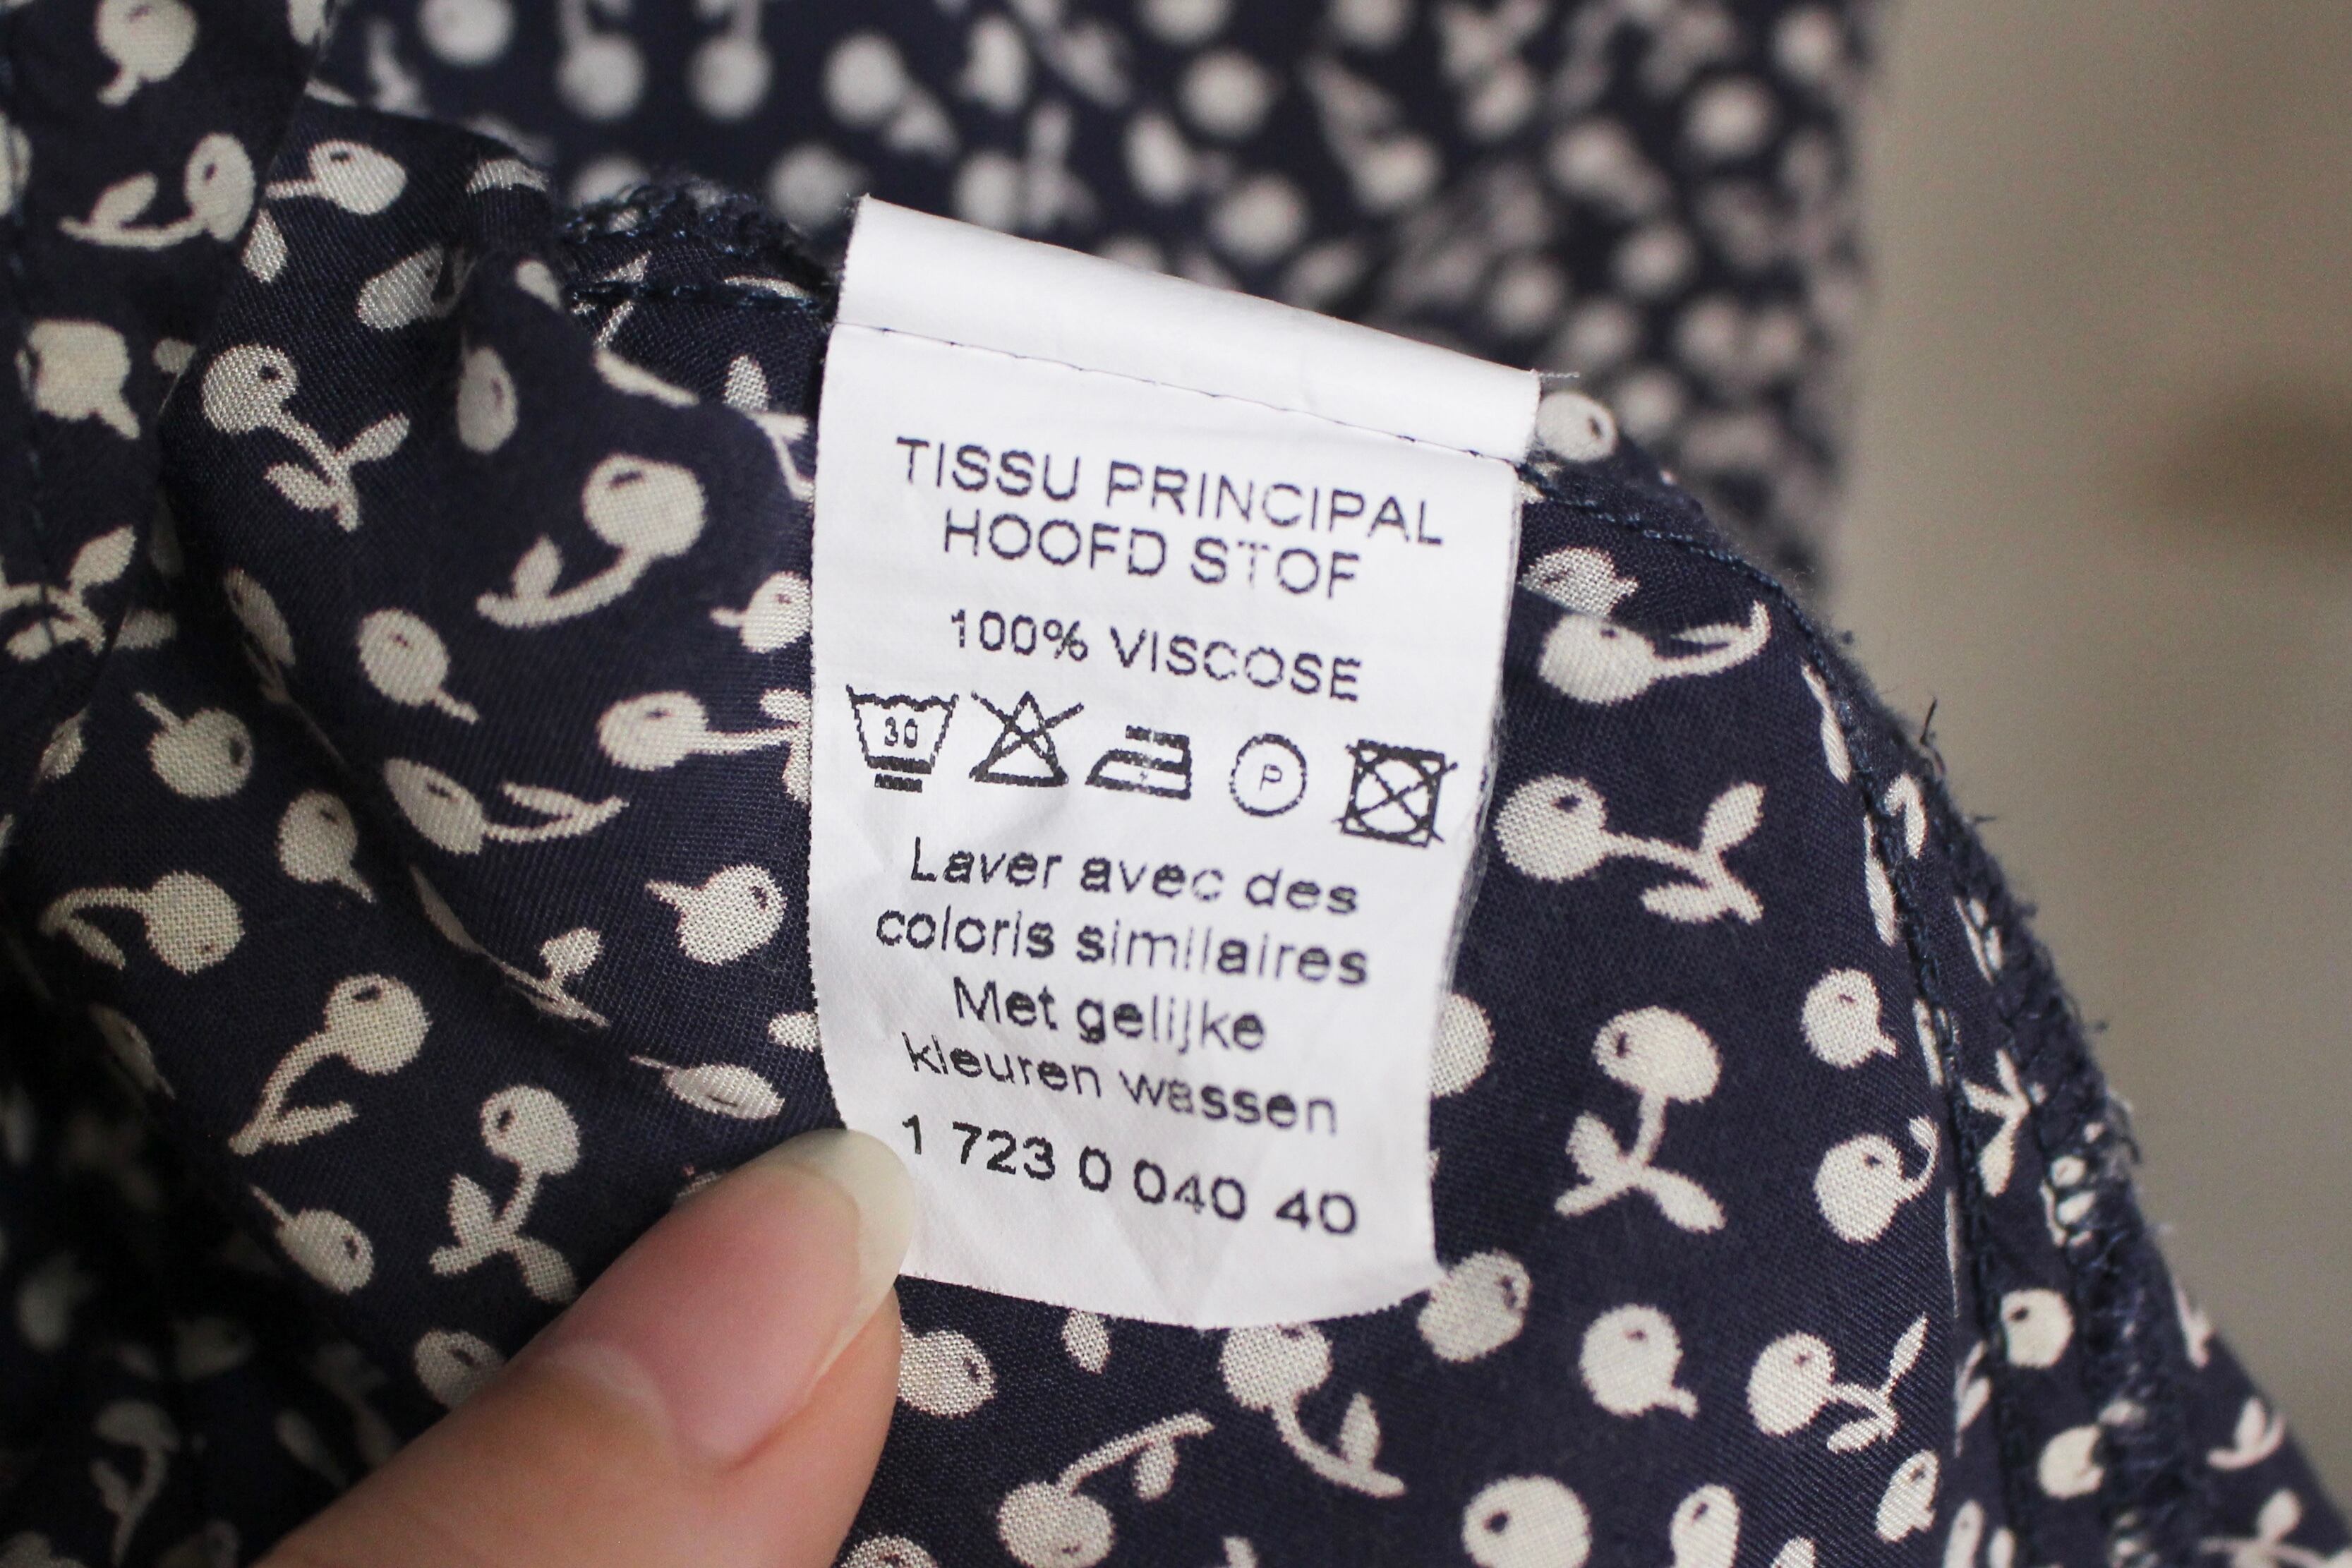 TISSU PRINCIPAL
HOOFD STOF
100% VISCOSE
30 P
Laver avec des
coloris similaires
Met gelijke
kleuren wassen
1 723 0 040 40